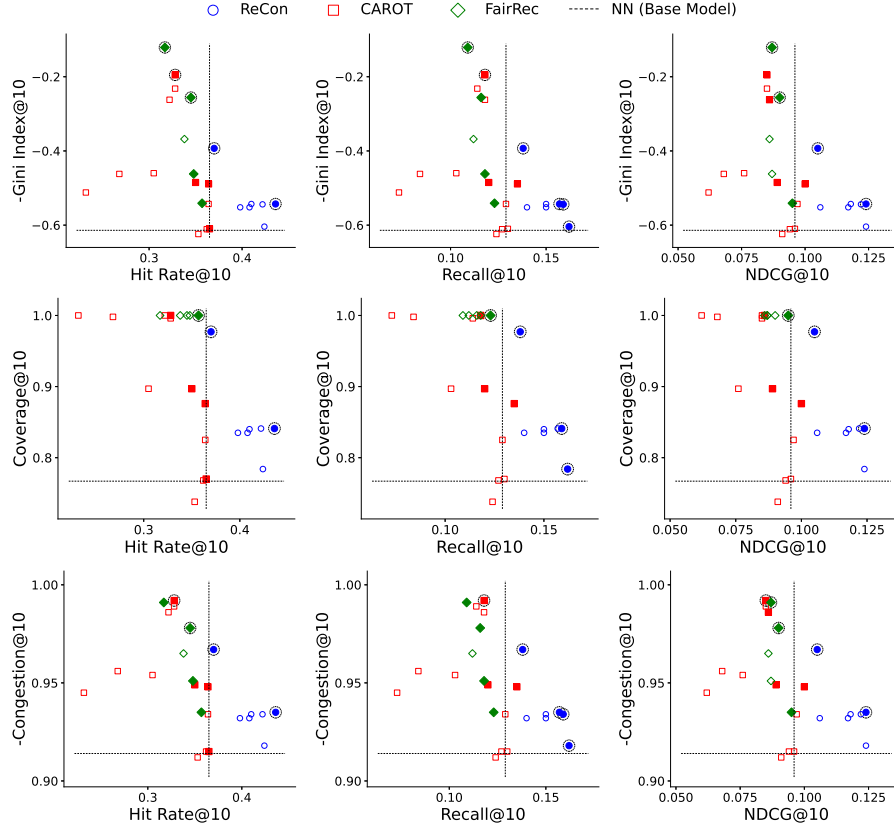 ReCon CAROT FairRec NN (Base Model)
-Gini Index@10 −0.2 −0.4 −0.6 0.3 0.4 Hit Rate@10
-Gini Index@10 −0.2 −0.4 −0.6 0.10 0.15 Recall@10
-Gini Index@10 −0.2 −0.4 −0.6 0.050 0.075 0.100 0.125 NDCG@10
Coverage@10 1.0 0.9 0.8 0.3 0.4 Hit Rate@10
Coverage@10 1.0 0.9 0.8 0.10 0.15 Recall@10
Coverage@10 1.0 0.9 0.8 0.050 0.075 0.100 0.125 NDCG@10
-Congestion@10 1.00 0.95 0.90 0.3 0.4 Hit Rate@10
-Congestion@10 1.00 0.95 0.90 0.10 0.15 Recall@10
-Congestion@10 1.00 0.95 0.90 0.050 0.075 0.100 0.125 NDCG@10